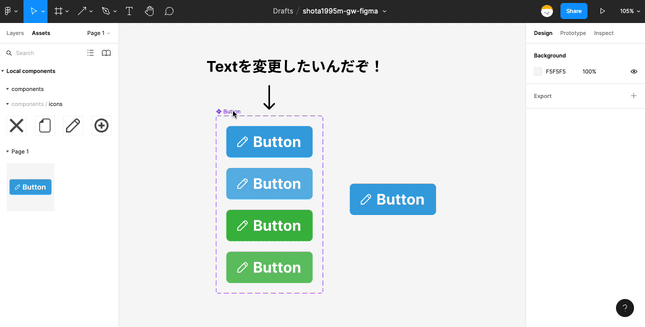 Drafts / shota1995m-gw-figma
Share
105%
Layers Assets Page 1
Search
Local components
components
components / icons
Page 1
Button
Textを変更したいんだぞ！
Button
Button
Button
Button
Button
Button
Design Prototype Inspect
Background
F5F5F5 100%
Export
?